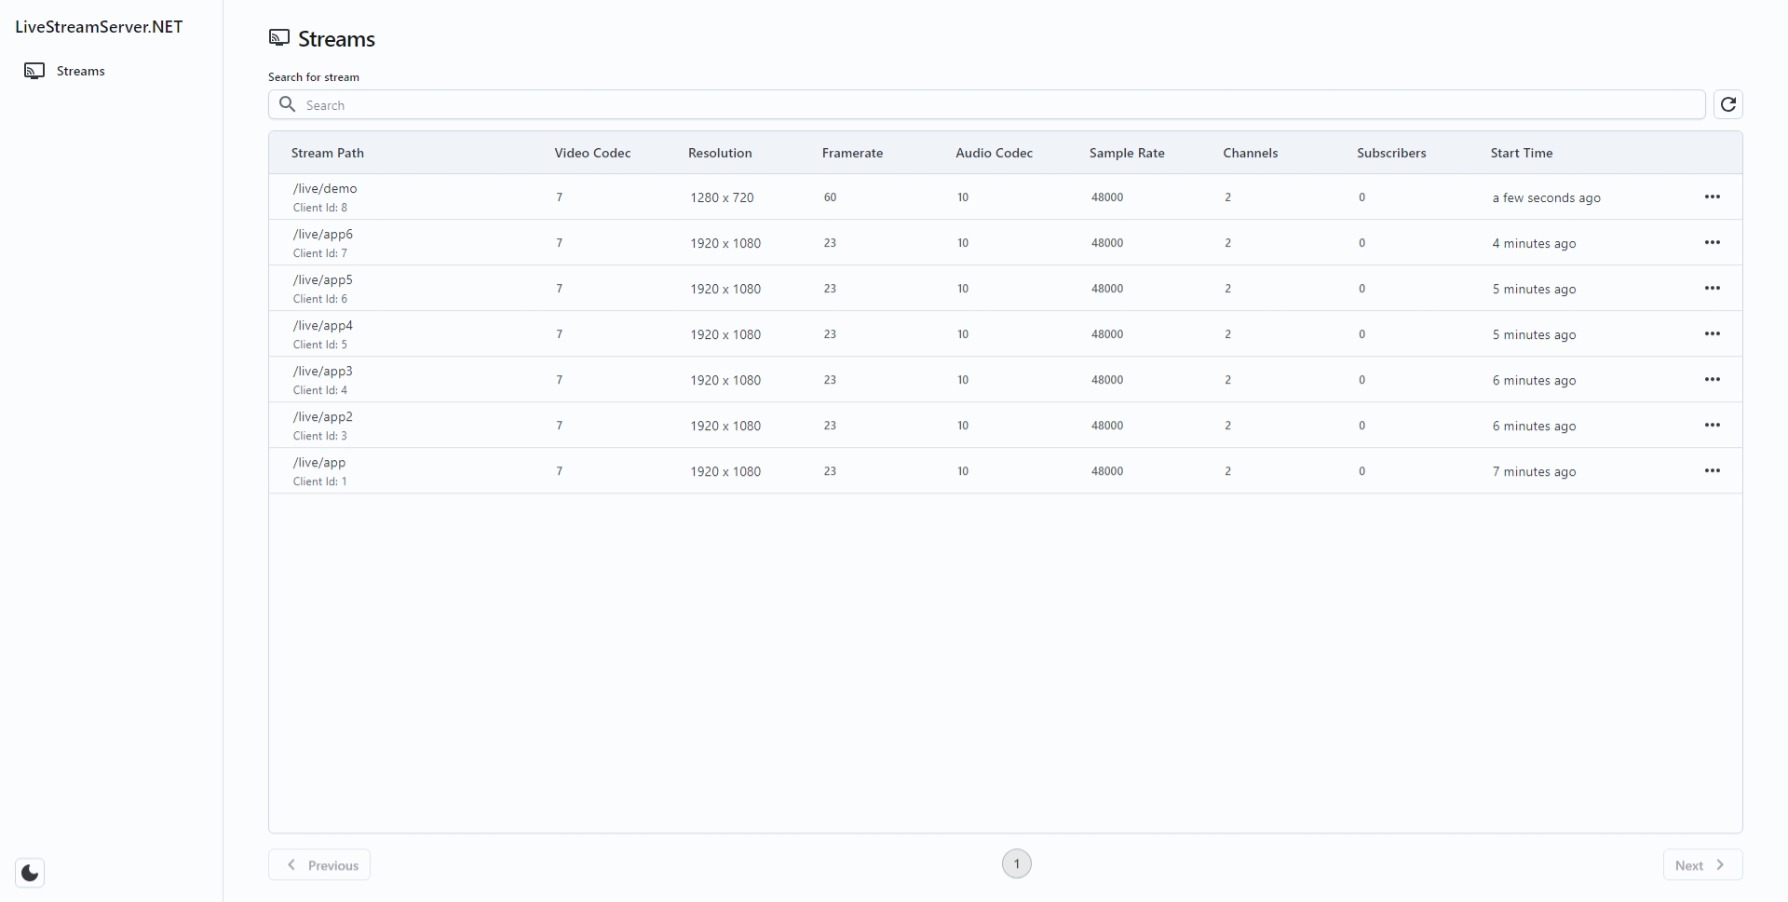 LiveStreamServer.NET
Streams
Streams
Search for stream
Search
Stream Path Video Codec Resolution Framerate Audio Codec Sample Rate Channels Subscribers Start Time
/live/demo
Client Id: 8
7 1280 x 720 60 10 48000 2 0 a few seconds ago
/live/app6
Client Id: 7
7 1920 x 1080 23 10 48000 2 0 4 minutes ago
/live/app5
Client Id: 6
7 1920 x 1080 23 10 48000 2 0 5 minutes ago
/live/app4
Client Id: 5
7 1920 x 1080 23 10 48000 2 0 5 minutes ago
/live/app3
Client Id: 4
7 1920 x 1080 23 10 48000 2 0 6 minutes ago
/live/app2
Client Id: 3
7 1920 x 1080 23 10 48000 2 0 6 minutes ago
/live/app
Client Id: 1
7 1920 x 1080 23 10 48000 2 0 7 minutes ago
Previous 1 Next